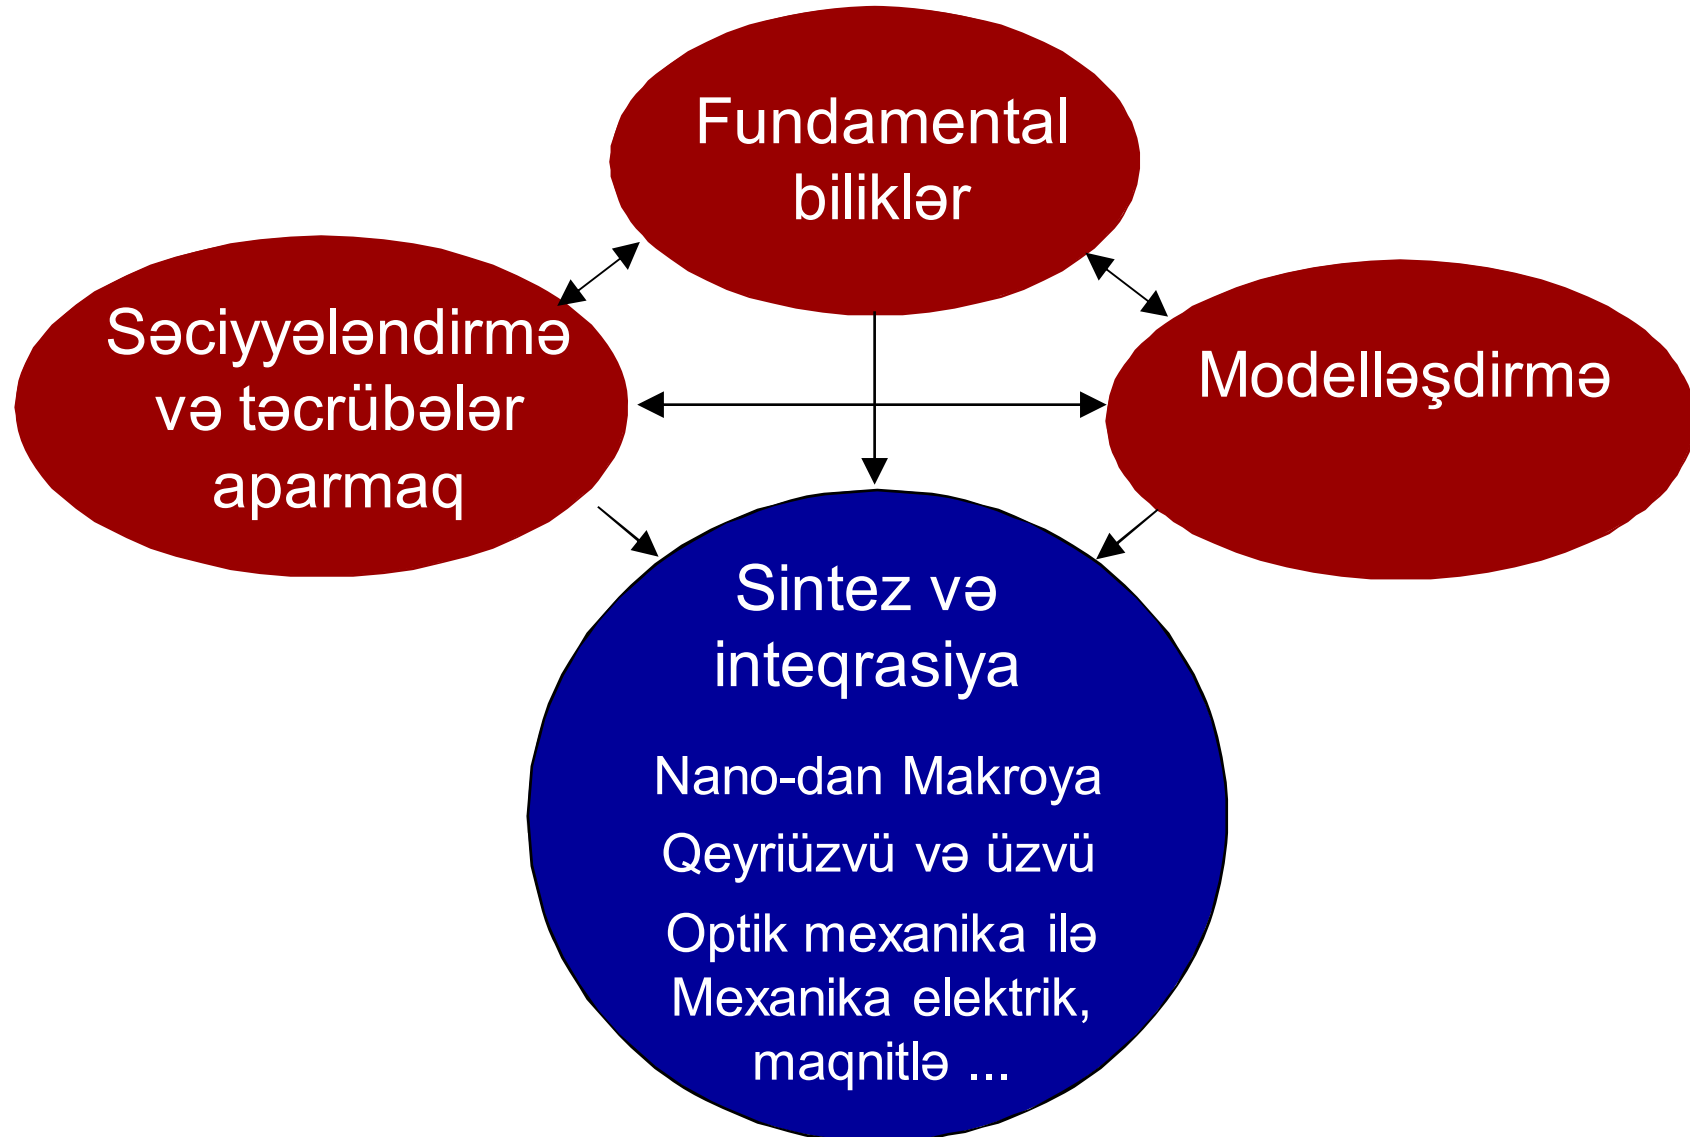 Fundamental
biliklər
Səciyyələndirmə
və təcrübələr
aparmaq
Modelləşdirmə
Sintez və
inteqrasiya
Nano-dan Makroya
Qeyriüzvü və üzvü
Optik mexanika ilə
Mexanika elektrik,
maqnitlə ...